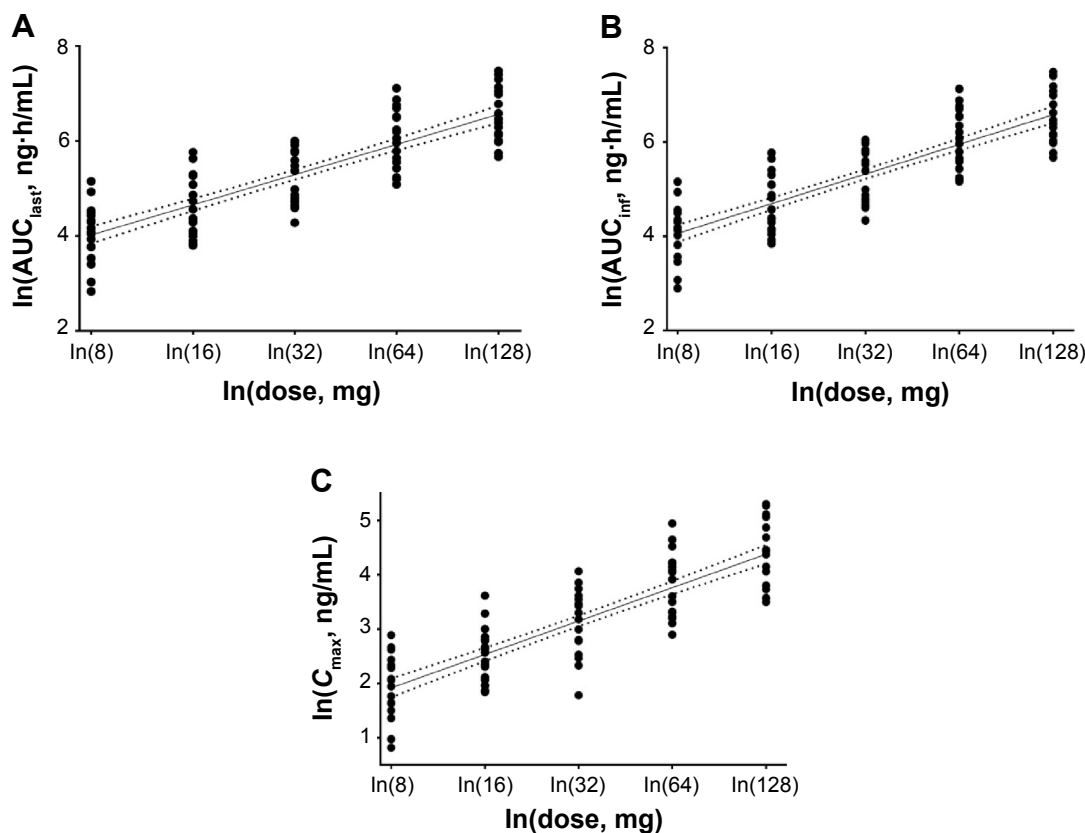 A
ln(AUClast, ng·h/mL)
8
6
4
2
ln(8) ln(16) ln(32) ln(64) ln(128)
ln(dose, mg)
B
ln(AUCinf, ng·h/mL)
8
6
4
2
ln(8) ln(16) ln(32) ln(64) ln(128)
ln(dose, mg)
C
ln(Cmax, ng/mL)
5
4
3
2
1
ln(8) ln(16) ln(32) ln(64) ln(128)
ln(dose, mg)